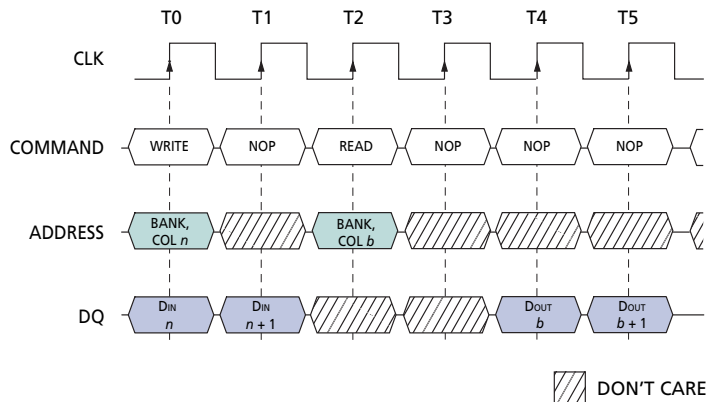 T0 T1 T2 T3 T4 T5
CLK
COMMAND WRITE NOP READ NOP NOP NOP
ADDRESS BANK, COL n BANK, COL b
DQ DIN n DIN n + 1 DOUT b DOUT b + 1
DON'T CARE